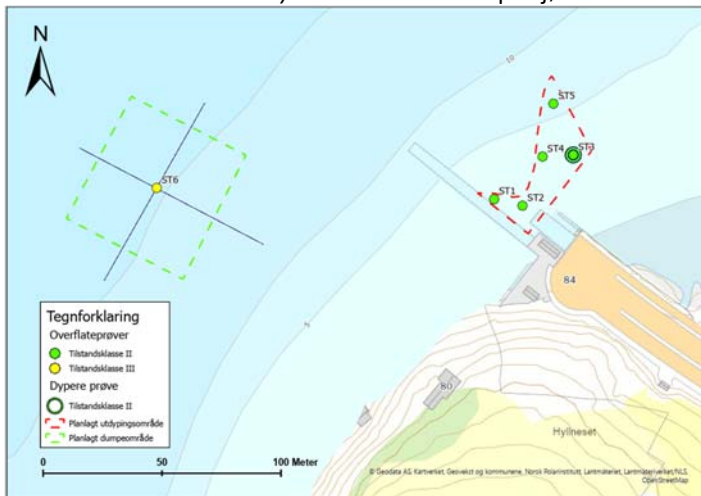 N
10
ST5
ST4
ST3
ST6
ST1
ST2
5
84
80
Hyllneset
Tegnforklaring
Overflateprøver
Tilstandsklasse II
Tilstandsklasse III
Dypere prøve
Tilstandsklasse II
Planlagt utdypingsområde
Planlagt dumpeområde
0 50 100 Meter
© Geodata AS, Kartverket, Geovekst og kommunene, Norsk Polarinstitutt, Lantmäteriet, Lantmäteriverket/NLS,
OpenStreetMap